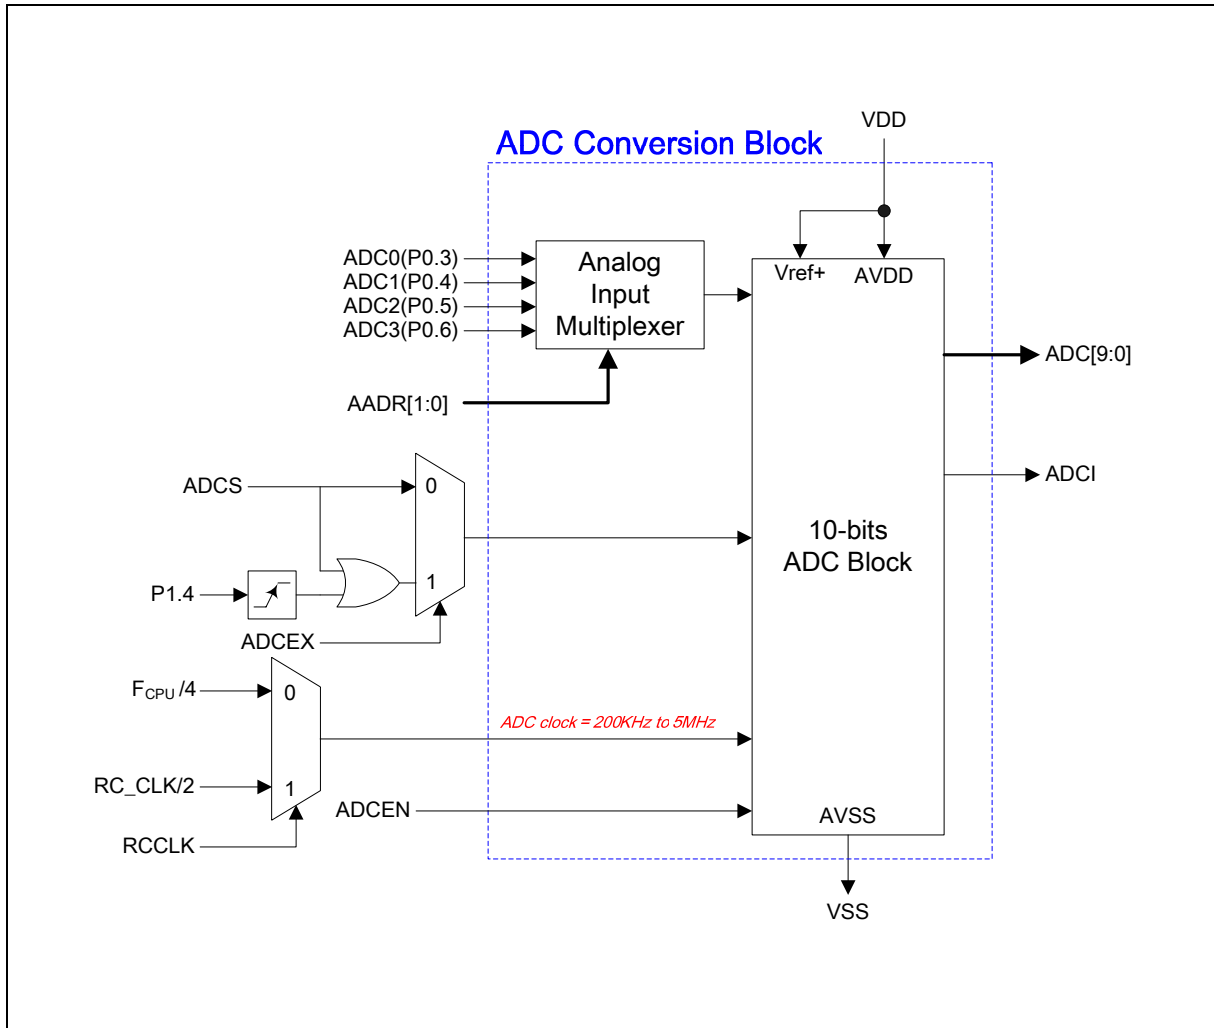 VDD
ADC Conversion Block
ADC0(P0.3)
ADC1(P0.4)
ADC2(P0.5)
ADC3(P0.6)
Analog
Input
Multiplexer
Vref+
AVDD
ADC[9:0]
AADR[1:0]
ADCS
0
ADCI
10-bits
ADC Block
P1.4
1
ADCEX
FCPU /4
0
ADC clock = 200KHz to 5MHz
RC_CLK/2
1
ADCEN
AVSS
RCCLK
VSS